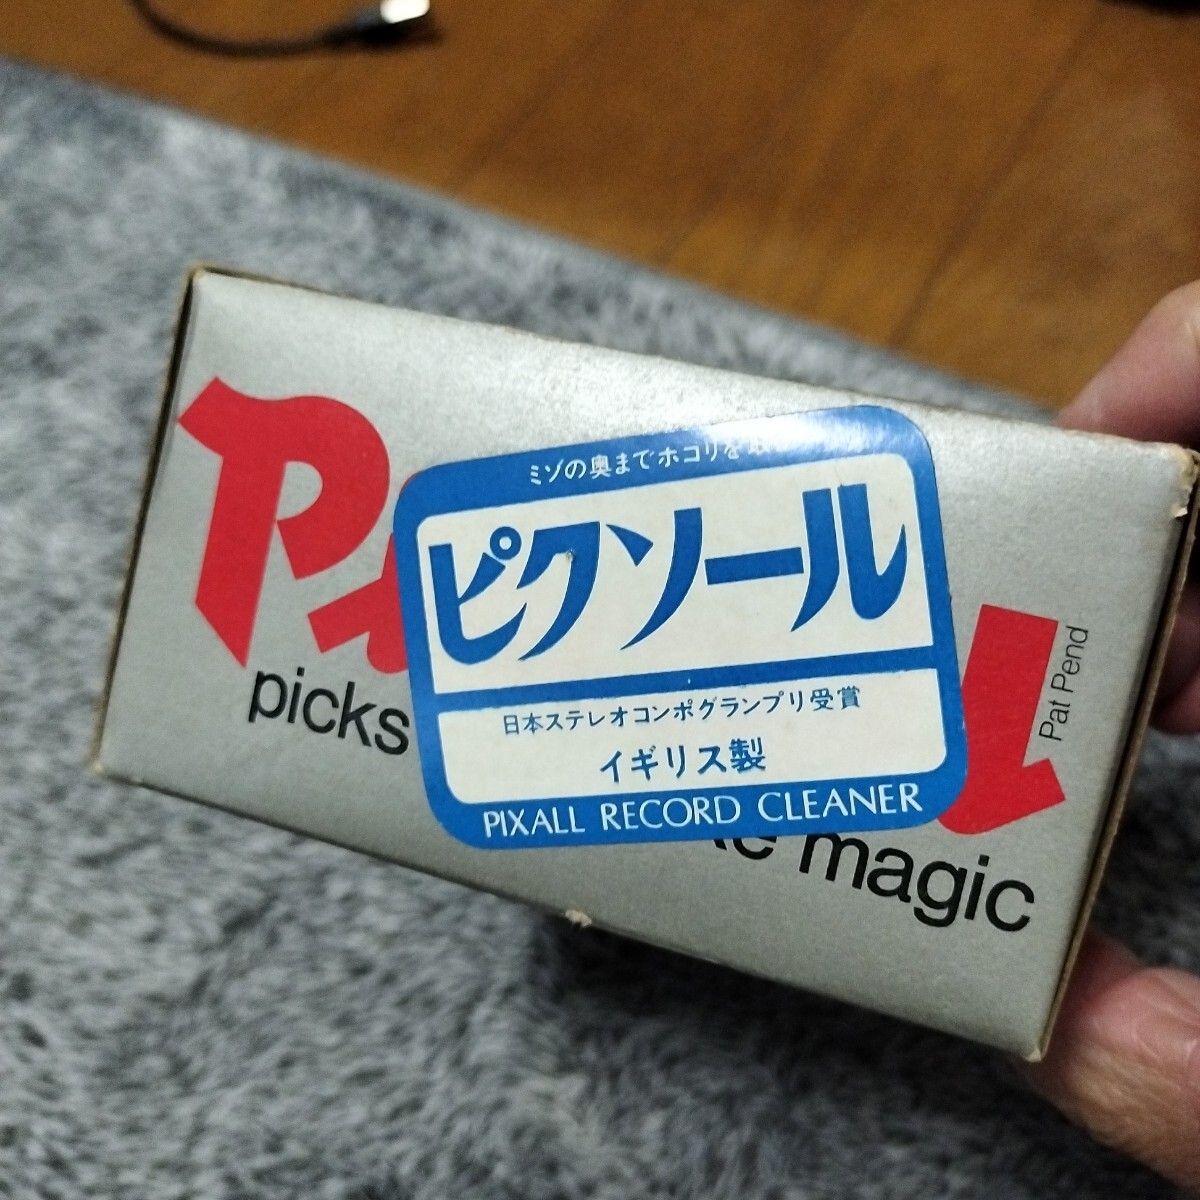 ミゾの奥までホコリを
ピクソール
日本ステレオコンポグランプリ受賞
イギリス製
PIXALL RECORD CLEANER
picks
magic
Pat Pend